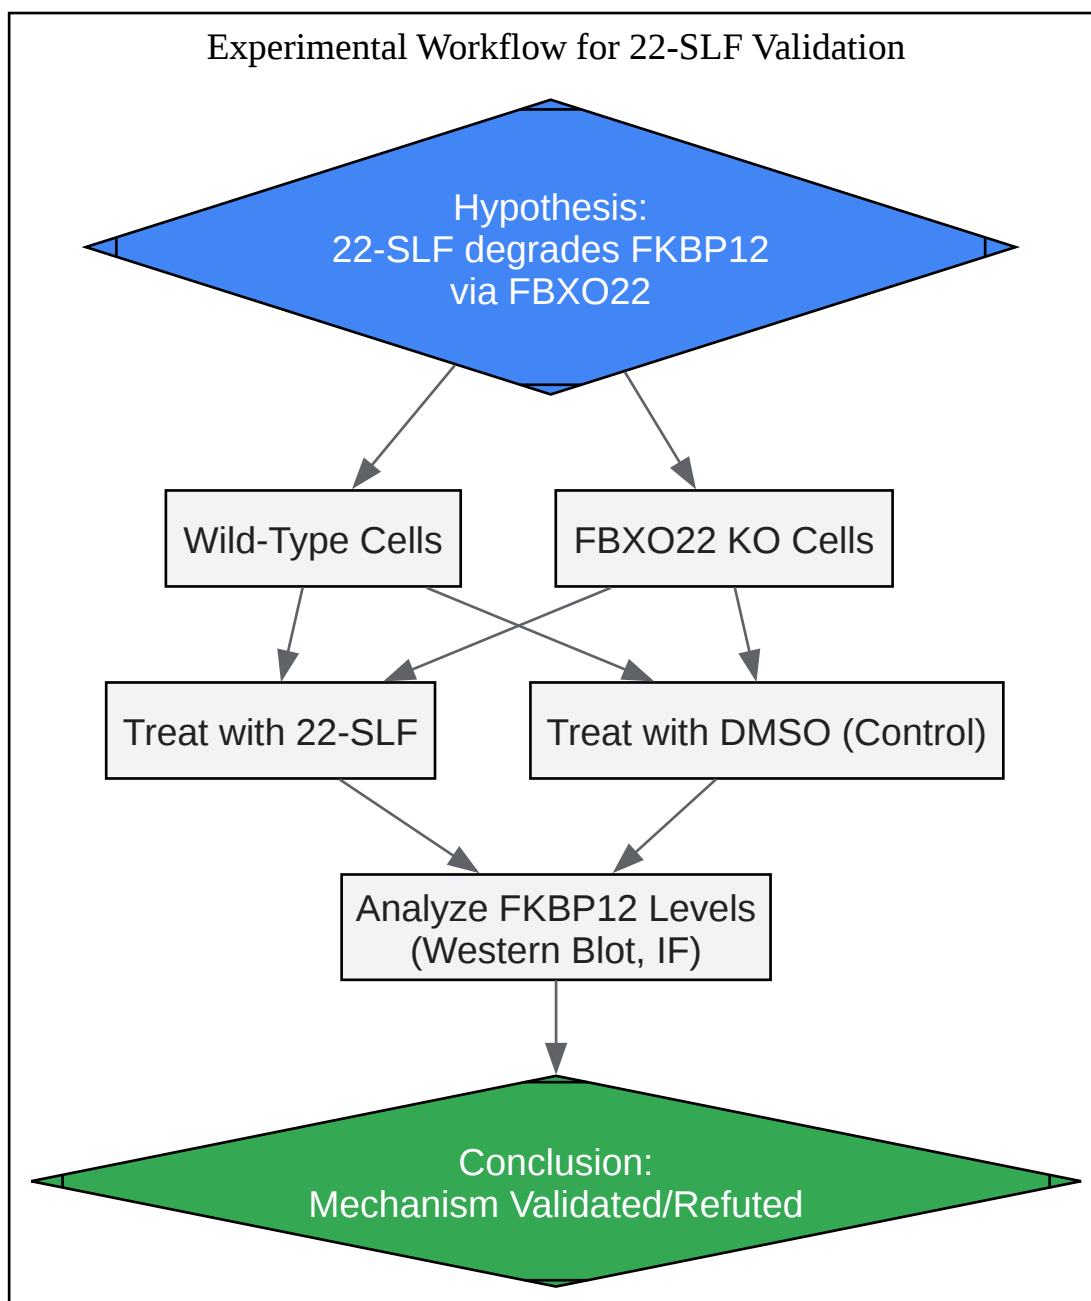 Experimental Workflow for 22-SLF Validation
Hypothesis:
22-SLF degrades FKBP12
via FBXO22
Wild-Type Cells
FBXO22 KO Cells
Treat with 22-SLF
Treat with DMSO (Control)
Analyze FKBP12 Levels
(Western Blot, IF)
Conclusion:
Mechanism Validated/Refuted